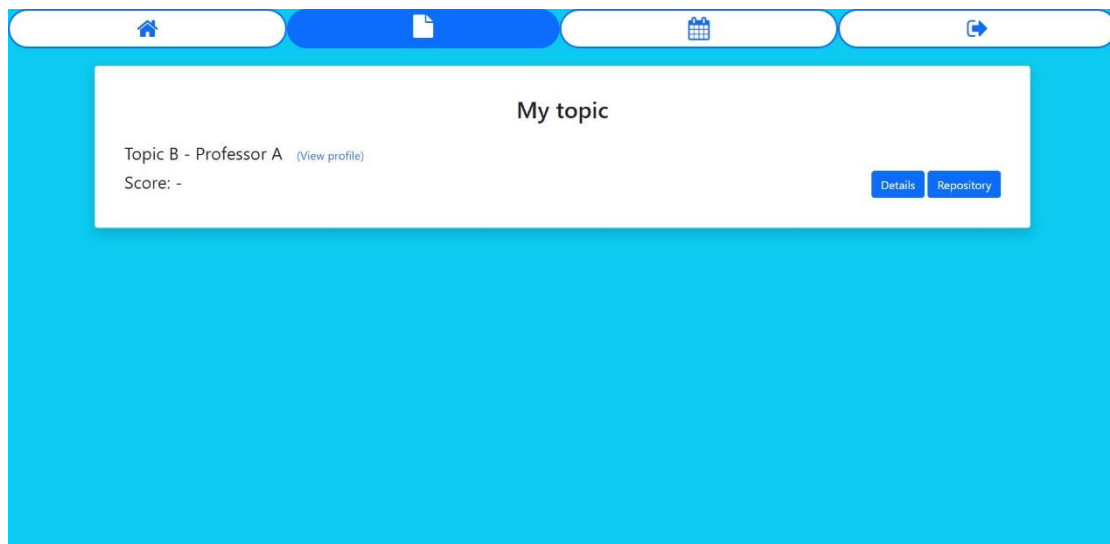 My topic
Topic B - Professor A (View profile)
Score: -
Details Repository